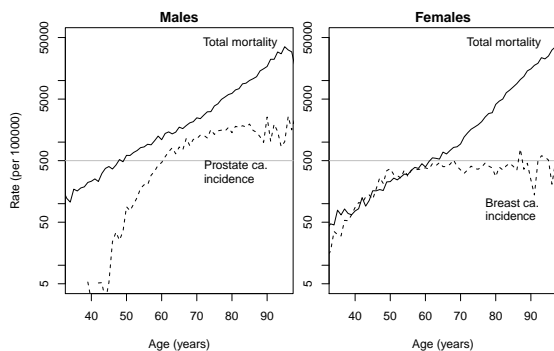 Males
Females
Rate (per 100000)
50000
5000
500
50
5
Total mortality
Prostate ca.
incidence
40 50 60 70 80 90
Age (years)
50000
5000
500
50
5
Total mortality
Breast ca.
incidence
40 50 60 70 80 90
Age (years)